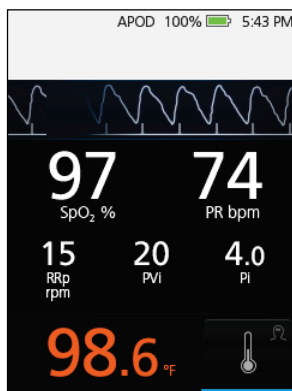 APOD 100% 5:43 PM
97 74
SpO₂ % PR bpm
15 20 4.0
RRp PVi Pi
rpm
98.6 °F